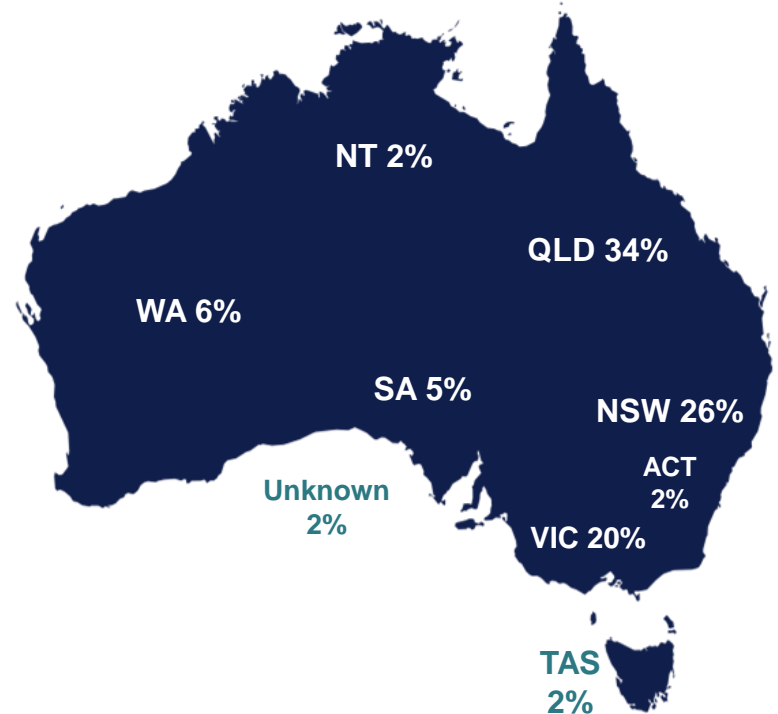 NT 2%
QLD 34%
WA 6%
SA 5%
NSW 26%
ACT
2%
Unknown
2%
VIC 20%
TAS
2%